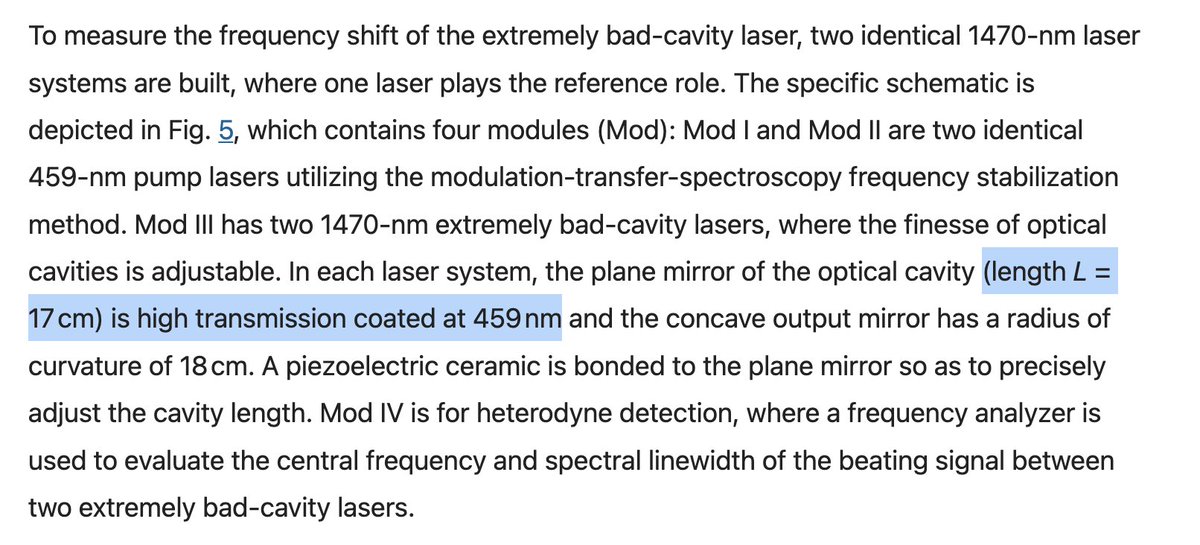 To measure the frequency shift of the extremely bad-cavity laser, two identical 1470-nm laser
systems are built, where one laser plays the reference role. The specific schematic is
depicted in Fig. 5, which contains four modules (Mod): Mod I and Mod II are two identical
459-nm pump lasers utilizing the modulation-transfer-spectroscopy frequency stabilization
method. Mod III has two 1470-nm extremely bad-cavity lasers, where the finesse of optical
cavities is adjustable. In each laser system, the plane mirror of the optical cavity (length L =
17 cm) is high transmission coated at 459 nm and the concave output mirror has a radius of
curvature of 18 cm. A piezoelectric ceramic is bonded to the plane mirror so as to precisely
adjust the cavity length. Mod IV is for heterodyne detection, where a frequency analyzer is
used to evaluate the central frequency and spectral linewidth of the beating signal between
two extremely bad-cavity lasers.